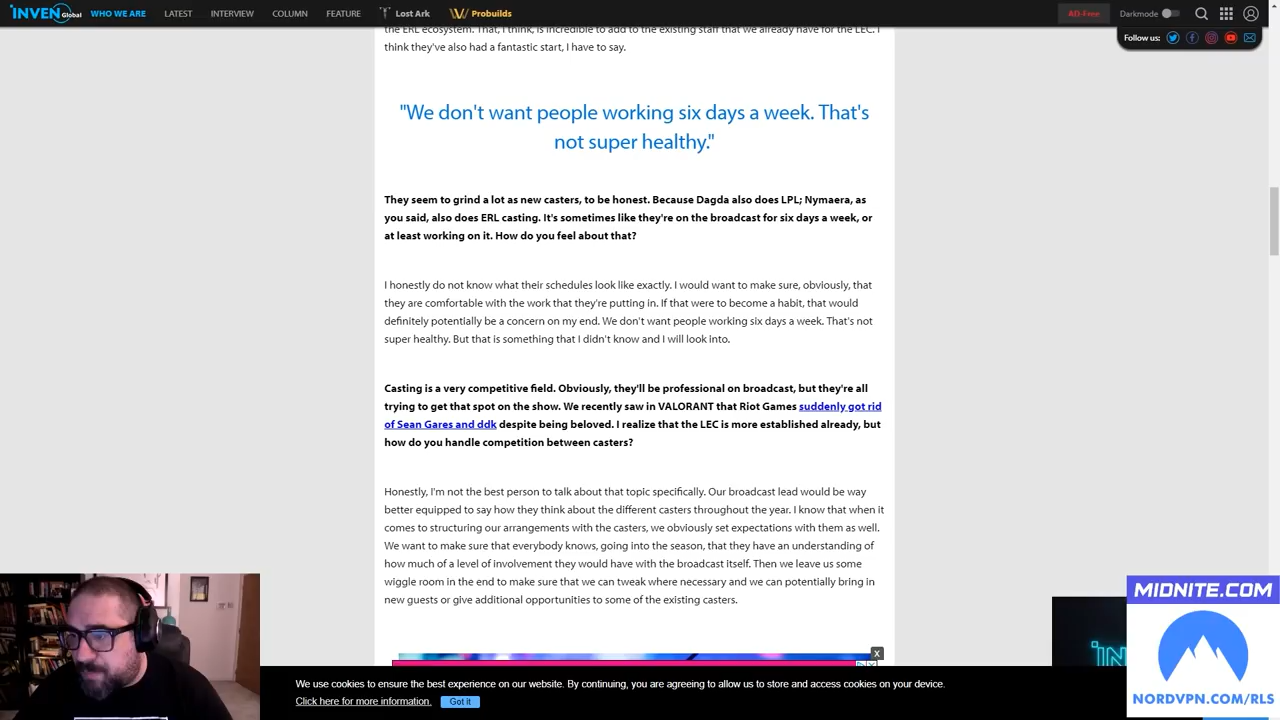 INVEN Global
WHO WE ARE
LATEST
INTERVIEW
COLUMN
FEATURE
Lost Ark
Probuilds
AD-Free
Darkmode
Follow us:
the ERL ecosystem. That, I think, is incredible to add to the existing staff that we already have for the LEC. I
think they've also had a fantastic start, I have to say.
"We don't want people working six days a week. That's
not super healthy."
They seem to grind a lot as new casters, to be honest. Because Dagda also does LPL; Nymaera, as
you said, also does ERL casting. It's sometimes like they're on the broadcast for six days a week, or
at least working on it. How do you feel about that?
I honestly do not know what their schedules look like exactly. I would want to make sure, obviously, that
they are comfortable with the work that they're putting in. If that were to become a habit, that would
definitely potentially be a concern on my end. We don't want people working six days a week. That's not
super healthy. But that is something that I didn't know and I will look into.
Casting is a very competitive field. Obviously, they'll be professional on broadcast, but they're all
trying to get that spot on the show. We recently saw in VALORANT that Riot Games suddenly got rid
of Sean Gares and ddk despite being beloved. I realize that the LEC is more established already, but
how do you handle competition between casters?
Honestly, I'm not the best person to talk about that topic specifically. Our broadcast lead would be way
better equipped to say how they think about the different casters throughout the year. I know that when it
comes to structuring our arrangements with the casters, we obviously set expectations with them as well.
We want to make sure that everybody knows, going into the season, that they have an understanding of
how much of a level of involvement they would have with the broadcast itself. Then we leave us some
wiggle room in the end to make sure that we can tweak where necessary and we can potentially bring in
new guests or give additional opportunities to some of the existing casters.
X
We use cookies to ensure the best experience on our website. By continuing, you are agreeing to allow us to store and access cookies on your device.
Click here for more information.
Got it
MIDNITE.COM
NORDVPN.COM/RLS